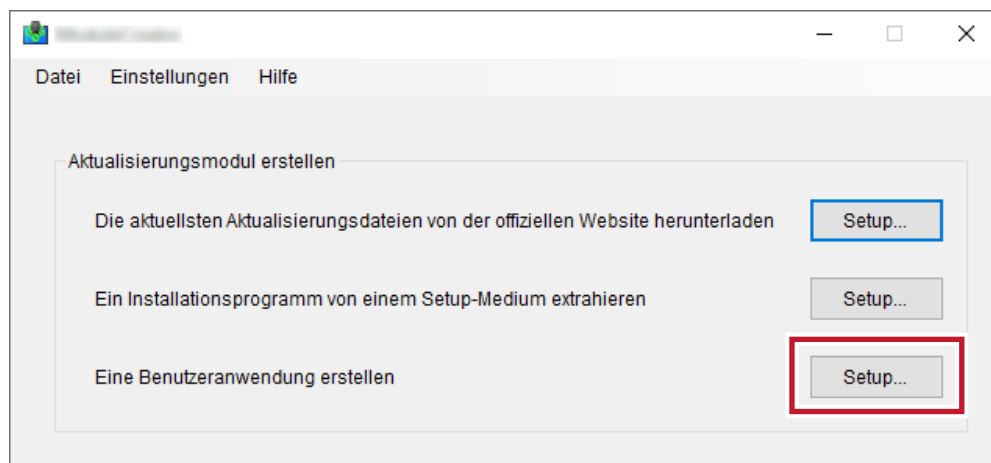 Datei Einstellungen Hilfe
Aktualisierungsmodul erstellen
Die aktuellsten Aktualisierungsdateien von der offiziellen Website herunterladen Setup...
Ein Installationsprogramm von einem Setup-Medium extrahieren Setup...
Eine Benutzeranwendung erstellen Setup...